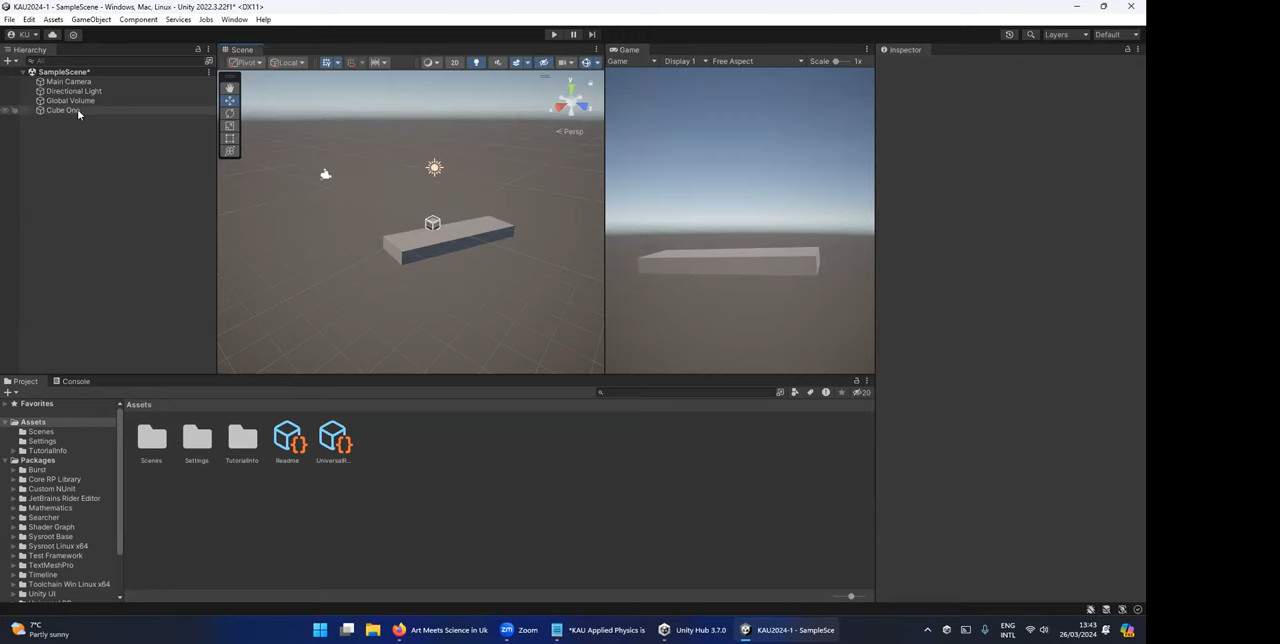 KAU2024-1 - SampleScene - Windows, Mac, Linux - Unity 2022.3.22f1* <DX11>
File Edit Assets GameObject Component Services Jobs Window Help
KU Layers Default
Hierarchy Scene Game Inspector
All Pivot Local 2D Game Display 1 Free Aspect Scale 1x
SampleScene*
Main Camera
Directional Light
Global Volume
Cube One
y
x
z
Persp
Project Console
20
Favorites Assets
Assets
Scenes
Settings
TutorialInfo
Packages
Burst
Core RP Library
Custom NUnit
JetBrains Rider Editor
Mathematics
Searcher
Shader Graph
Sysroot Base
Sysroot Linux x64
Test Framework
TextMeshPro
Timeline
Toolchain Win Linux x64
Unity UI
Scenes Settings TutorialInfo Readme UniversalR...
7°C
Partly sunny
Art Meets Science in Uk
Zoom
*KAU Applied Physics is
Unity Hub 3.7.0
KAU2024-1 - SampleSce
ENG
INTL
13:43
26/03/2024